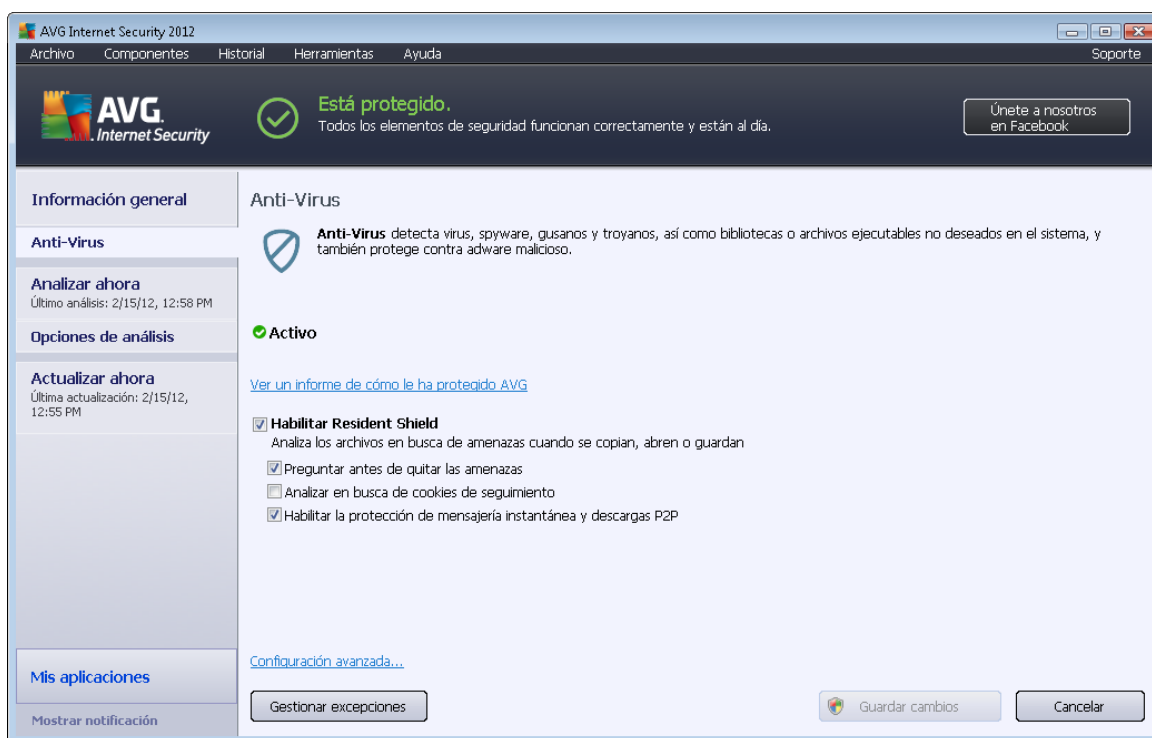 AVG Internet Security 2012
Archivo Componentes Historial Herramientas Ayuda Soporte
AVG.
Internet Security
Está protegido.
Todos los elementos de seguridad funcionan correctamente y están al día.
Únete a nosotros
en Facebook
Información general
Anti-Virus
Analizar ahora
Último análisis: 2/15/12, 12:58 PM
Opciones de análisis
Actualizar ahora
Última actualización: 2/15/12,
12:55 PM
Mis aplicaciones
Mostrar notificación
Anti-Virus
Anti-Virus detecta virus, spyware, gusanos y troyanos, así como bibliotecas o archivos ejecutables no deseados en el sistema, y
también protege contra adware malicioso.
Activo
Ver un informe de cómo le ha protegido AVG
Habilitar Resident Shield
Analiza los archivos en busca de amenazas cuando se copian, abren o guardan
Preguntar antes de quitar las amenazas
Analizar en busca de cookies de seguimiento
Habilitar la protección de mensajería instantánea y descargas P2P
Configuración avanzada...
Gestionar excepciones
Guardar cambios
Cancelar